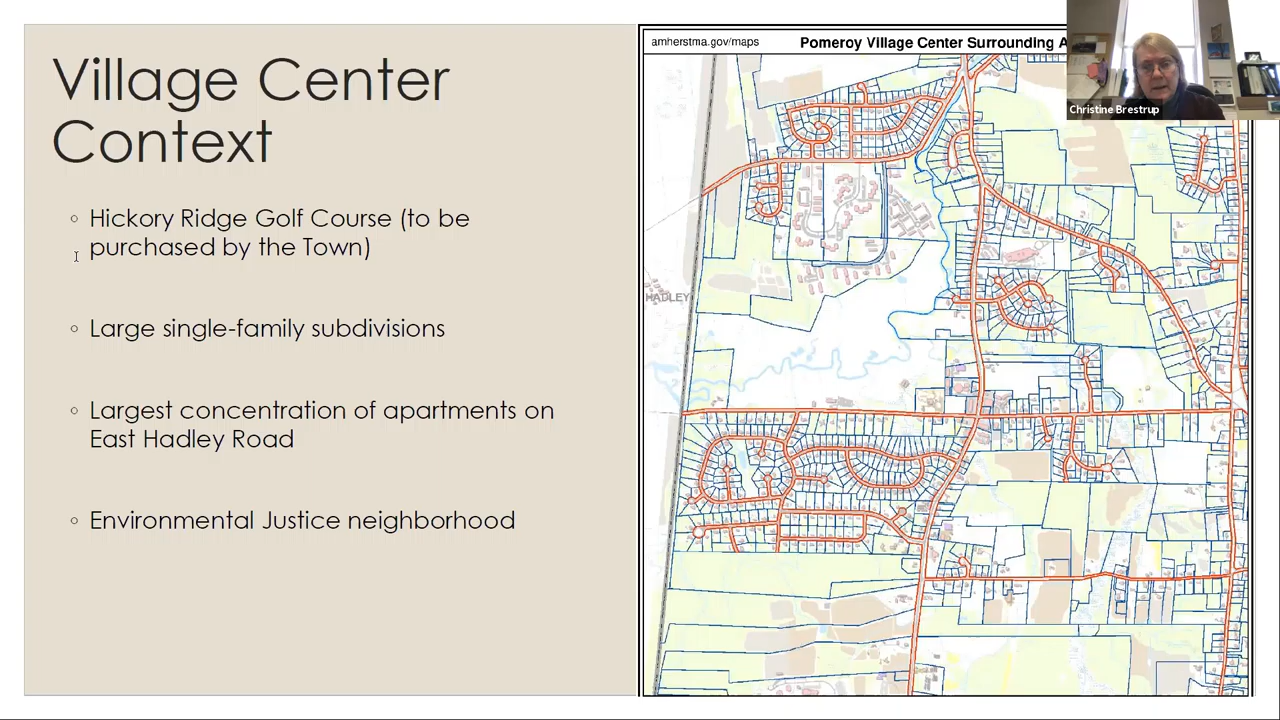 Village Center
Context
◦ Hickory Ridge Golf Course (to be
purchased by the Town)
◦ Large single-family subdivisions
◦ Largest concentration of apartments on
East Hadley Road
◦ Environmental Justice neighborhood
amherstma.gov/maps
Pomeroy Village Center Surrounding A
Christine Brestrup
HADLEY